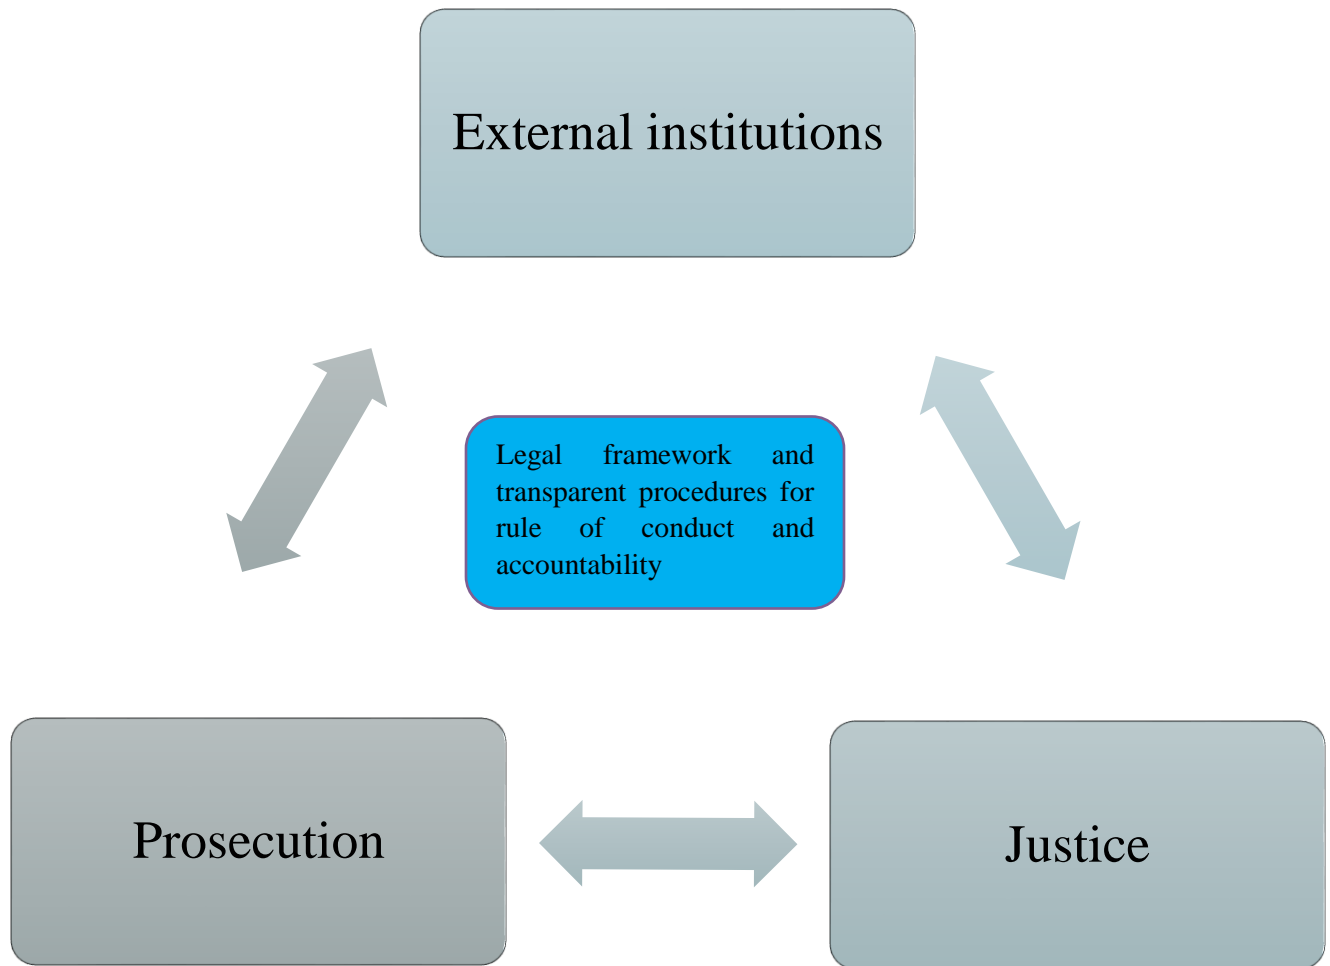 External institutions
Legal framework and
transparent procedures for
rule of conduct and
accountability
Prosecution
Justice